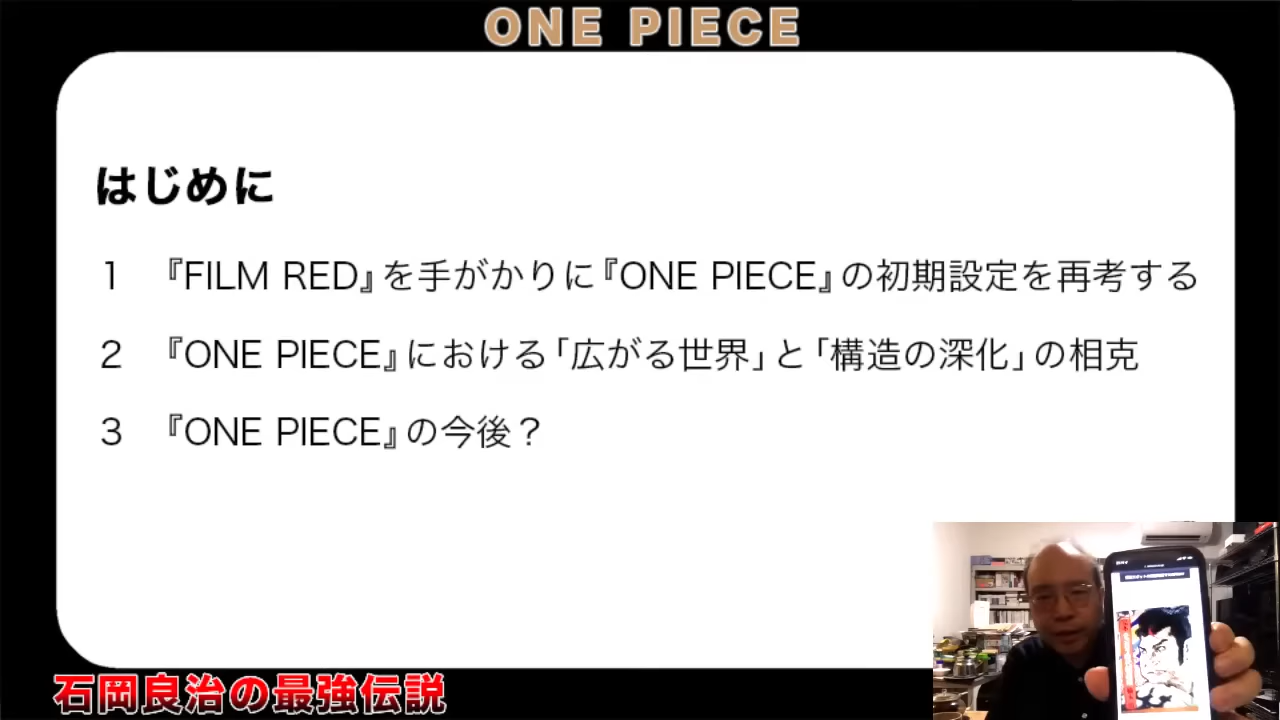 ONE PIECE
はじめに
1 『FILM RED』を手がかりに『ONE PIECE』の初期設定を再考する
2 『ONE PIECE』における「広がる世界」と「構造の深化」の相克
3 『ONE PIECE』の今後？
石岡良治の最強伝説